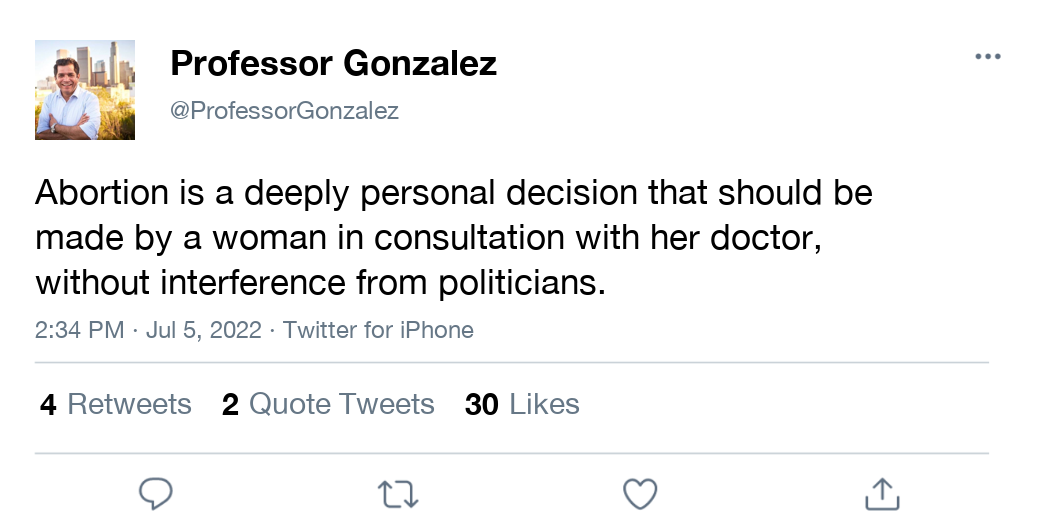 Professor Gonzalez
@ProfessorGonzalez
Abortion is a deeply personal decision that should be
made by a woman in consultation with her doctor,
without interference from politicians.
2:34 PM · Jul 5, 2022 · Twitter for iPhone
4 Retweets 2 Quote Tweets 30 Likes